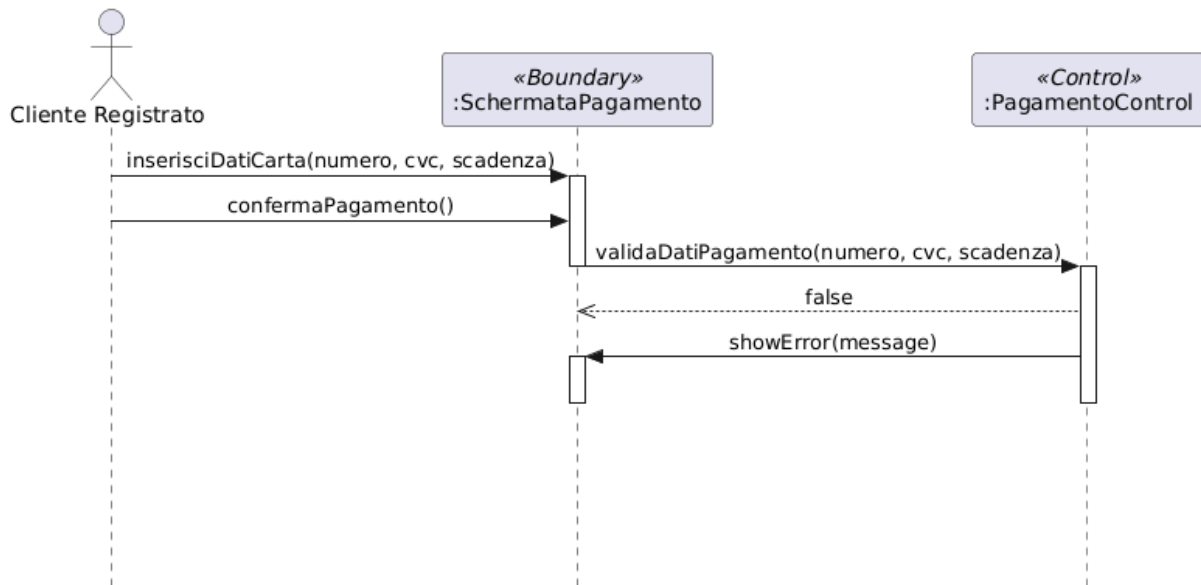 Cliente Registrato
«Boundary»
:SchermataPagamento
«Control»
:PagamentoControl
inserisciDatiCarta(numero, cvc, scadenza)
confermaPagamento()
validaDatiPagamento(numero, cvc, scadenza)
false
showError(message)